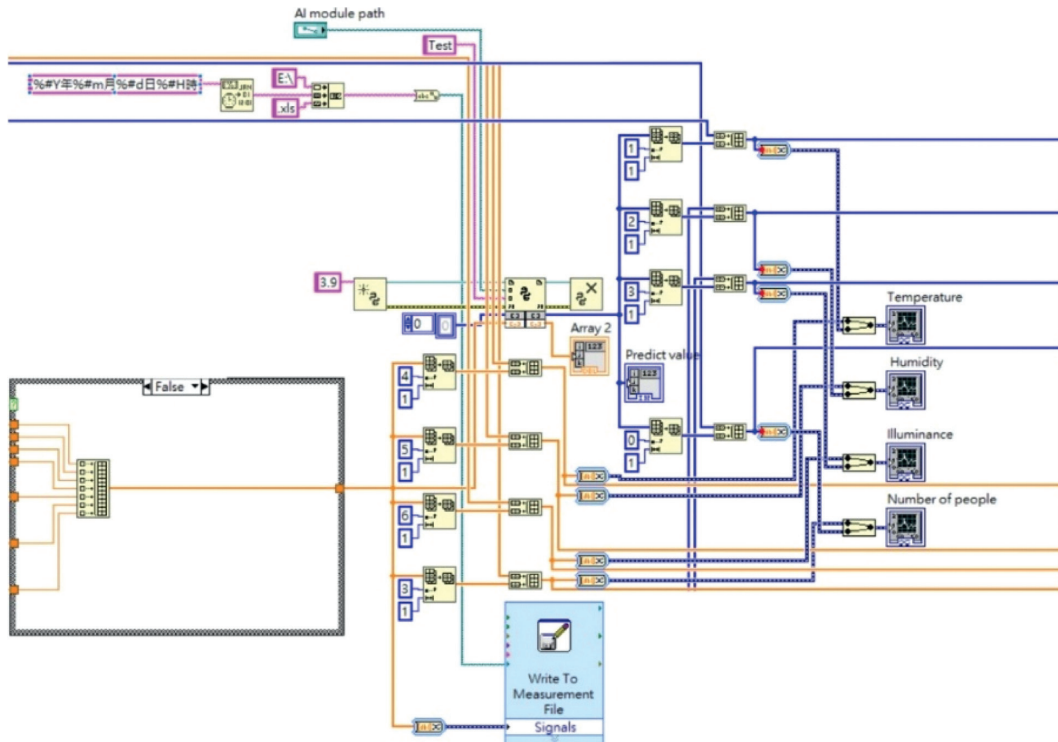 AI module path
Test
%#Y年%#m月%#d日%#H時
E:\
.xls
1
1
2
1
3.9
3
1
Temperature
0
0
Array 2
Predict value
Humidity
False
4
1
0
1
Illuminance
5
1
Number of people
6
1
3
1
Write To
Measurement
File
Signals